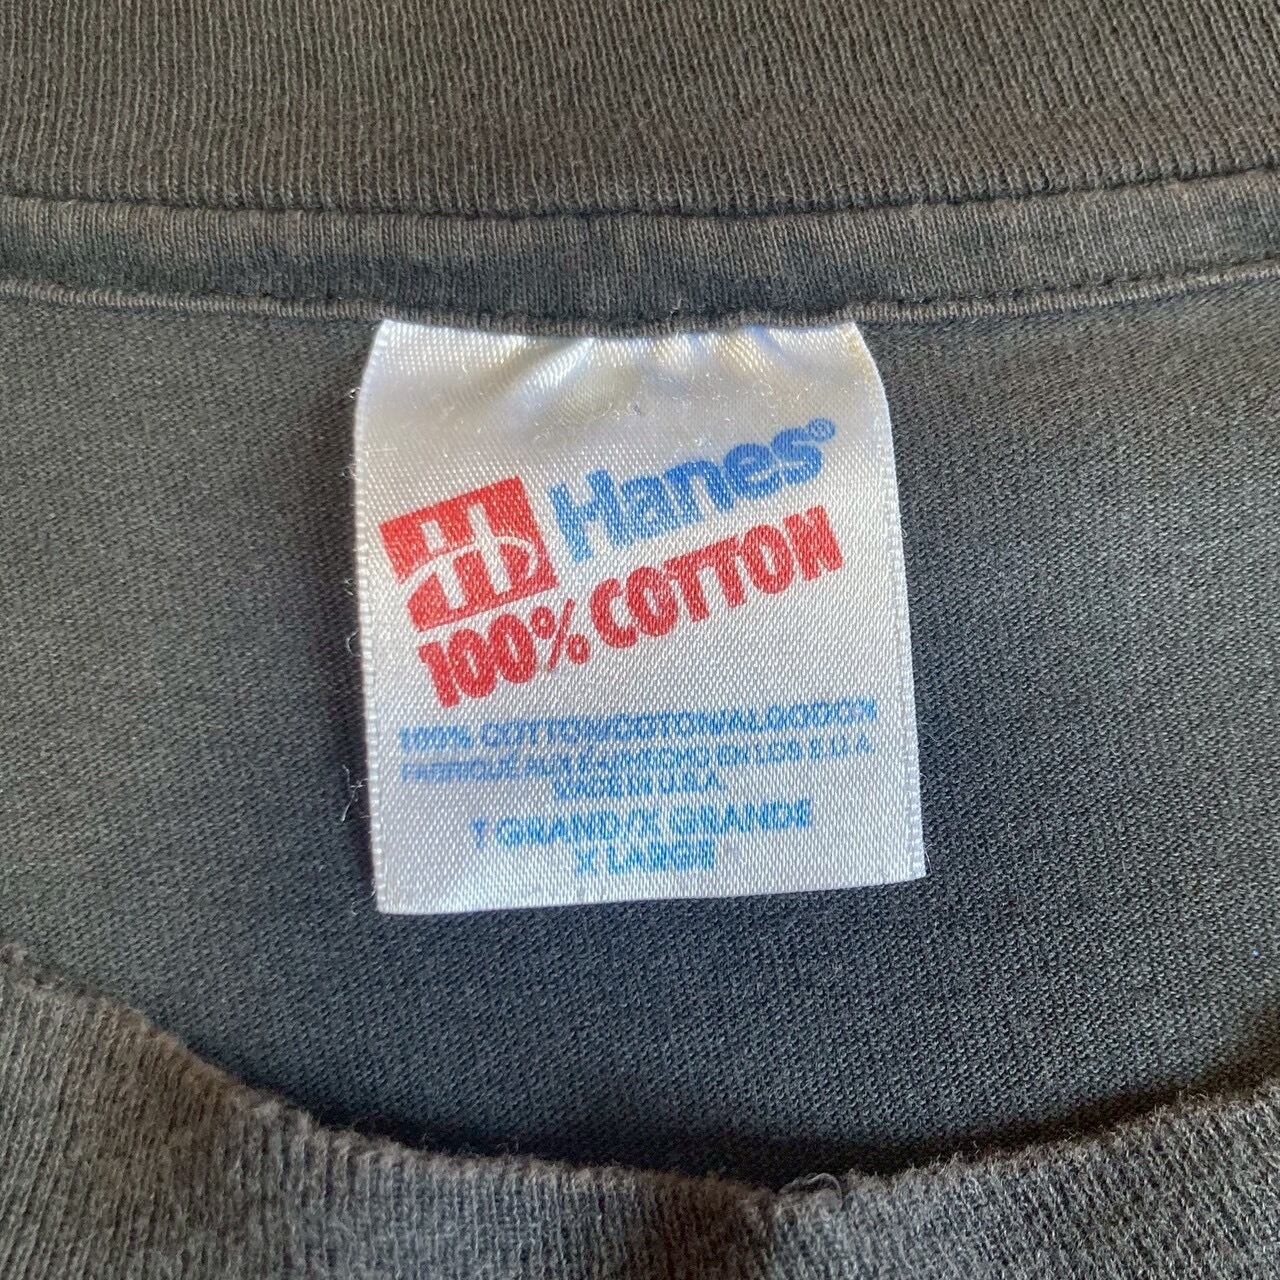 Hanes®
100% COTTON
100% COTTON/COTON/ALGODON
FABRIQUÉ AUX É-U/HECHO EN LOS E.U.A.
MADE IN U.S.A.
T GRAND/X GRANDE
X LARGE